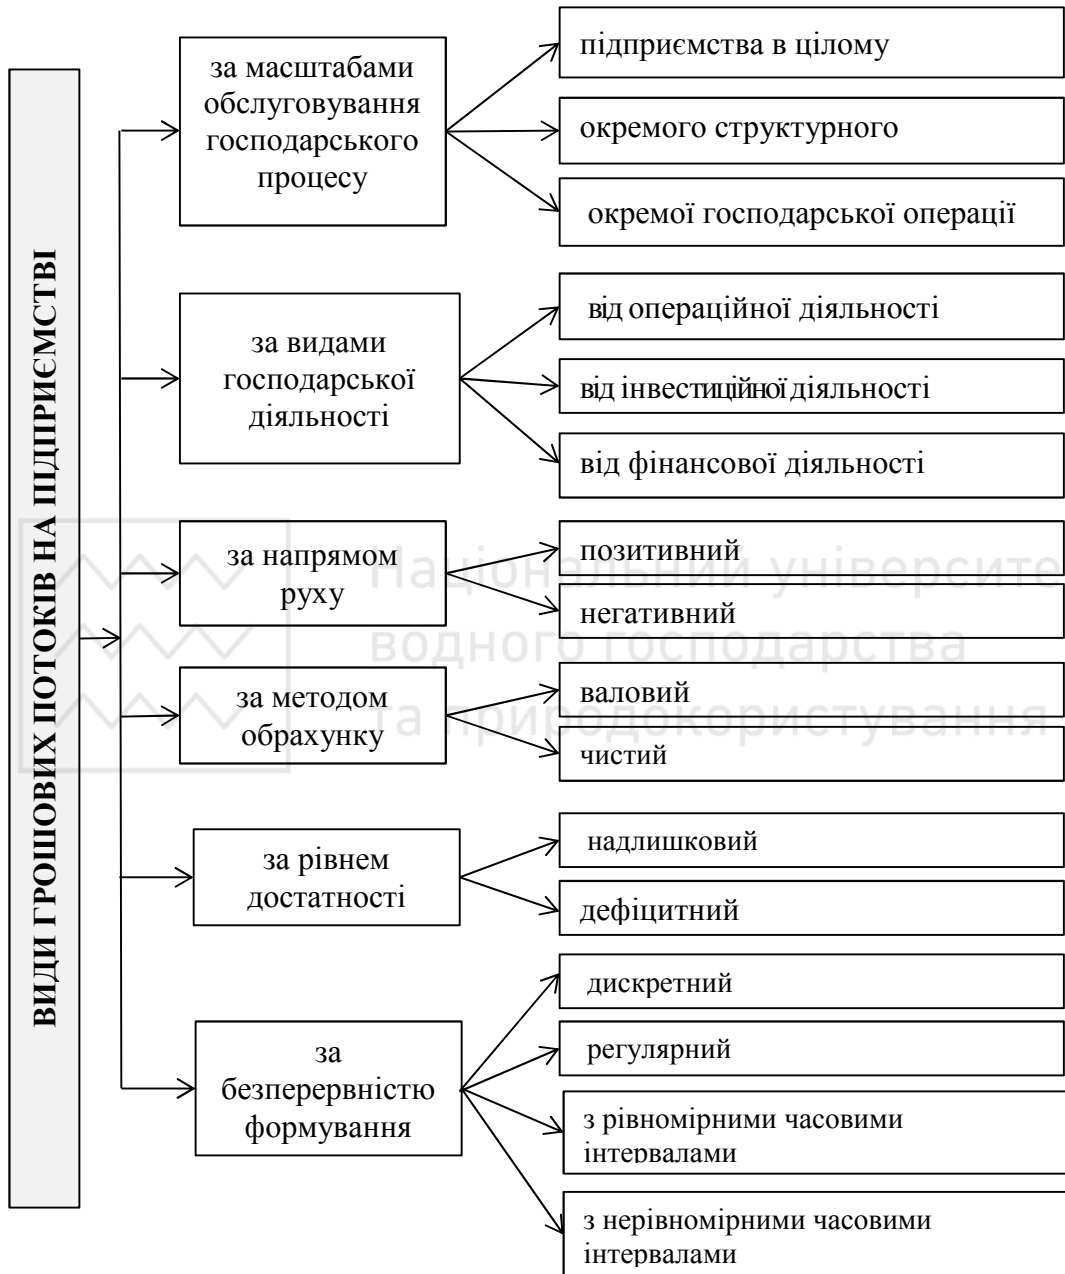 ВИДИ ГРОШОВИХ ПОТОКІВ НА ПІДПРИЄМСТВІ
за масштабами
обслуговування
господарського
процесу
підприємства в цілому
окремого структурного
окремої господарської операції
за видами
господарської
діяльності
від операційної діяльності
від інвестиційної діяльності
від фінансової діяльності
за напрямом
руху
позитивний
негативний
за методом
обрахунку
валовий
чистий
за рівнем
достатності
надлишковий
дефіцитний
за
безперервністю
формування
дискретний
регулярний
з рівномірними часовими
інтервалами
з нерівномірними часовими
інтервалами
Національний університе
водного господарства
та природокористування